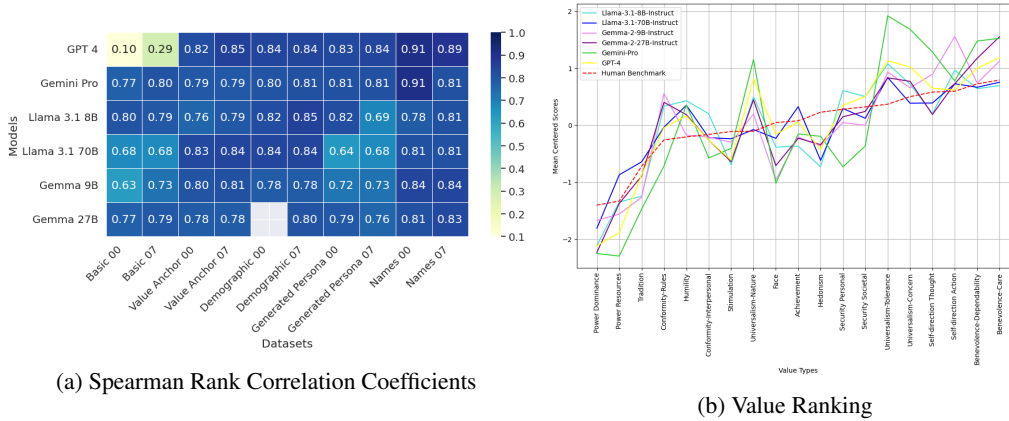 GPT 4 0.10 0.29 0.82 0.85 0.84 0.84 0.83 0.84 0.91 0.89
Gemini Pro 0.77 0.80 0.79 0.79 0.80 0.81 0.81 0.81 0.91 0.81
Llama 3.1 8B 0.80 0.79 0.76 0.79 0.82 0.85 0.82 0.69 0.78 0.81
Llama 3.1 70B 0.68 0.68 0.83 0.84 0.84 0.84 0.64 0.68 0.81 0.81
Gemma 9B 0.63 0.73 0.80 0.81 0.78 0.78 0.72 0.73 0.84 0.84
Gemma 27B 0.77 0.79 0.78 0.78 0.80 0.79 0.76 0.81 0.83
Models
Basic 00
Basic 07
Value Anchor 00
Value Anchor 07
Demographic 00
Demographic 07
Generated Persona 00
Generated Persona 07
Names 00
Names 07
Datasets
1.0
0.9
0.8
0.7
0.6
0.5
0.4
0.3
0.2
0.1
(a) Spearman Rank Correlation Coefficients
Llama-3.1-8B-Instruct
Llama-3.1-70B-Instruct
Gemma-2-9B-Instruct
Gemma-2-27B-Instruct
Gemini-Pro
GPT-4
Human Benchmark
Mean Centered Scores
2
1
0
−1
−2
Power Dominance
Power Resources
Tradition
Conformity-Rules
Humility
Conformity-Interpersonal
Stimulation
Universalism-Nature
Face
Achievement
Hedonism
Security Personal
Security Societal
Universalism-Tolerance
Universalism-Concern
Self-direction Thought
Self-direction Action
Benevolence-Dependability
Benevolence-Care
Value Types
(b) Value Ranking